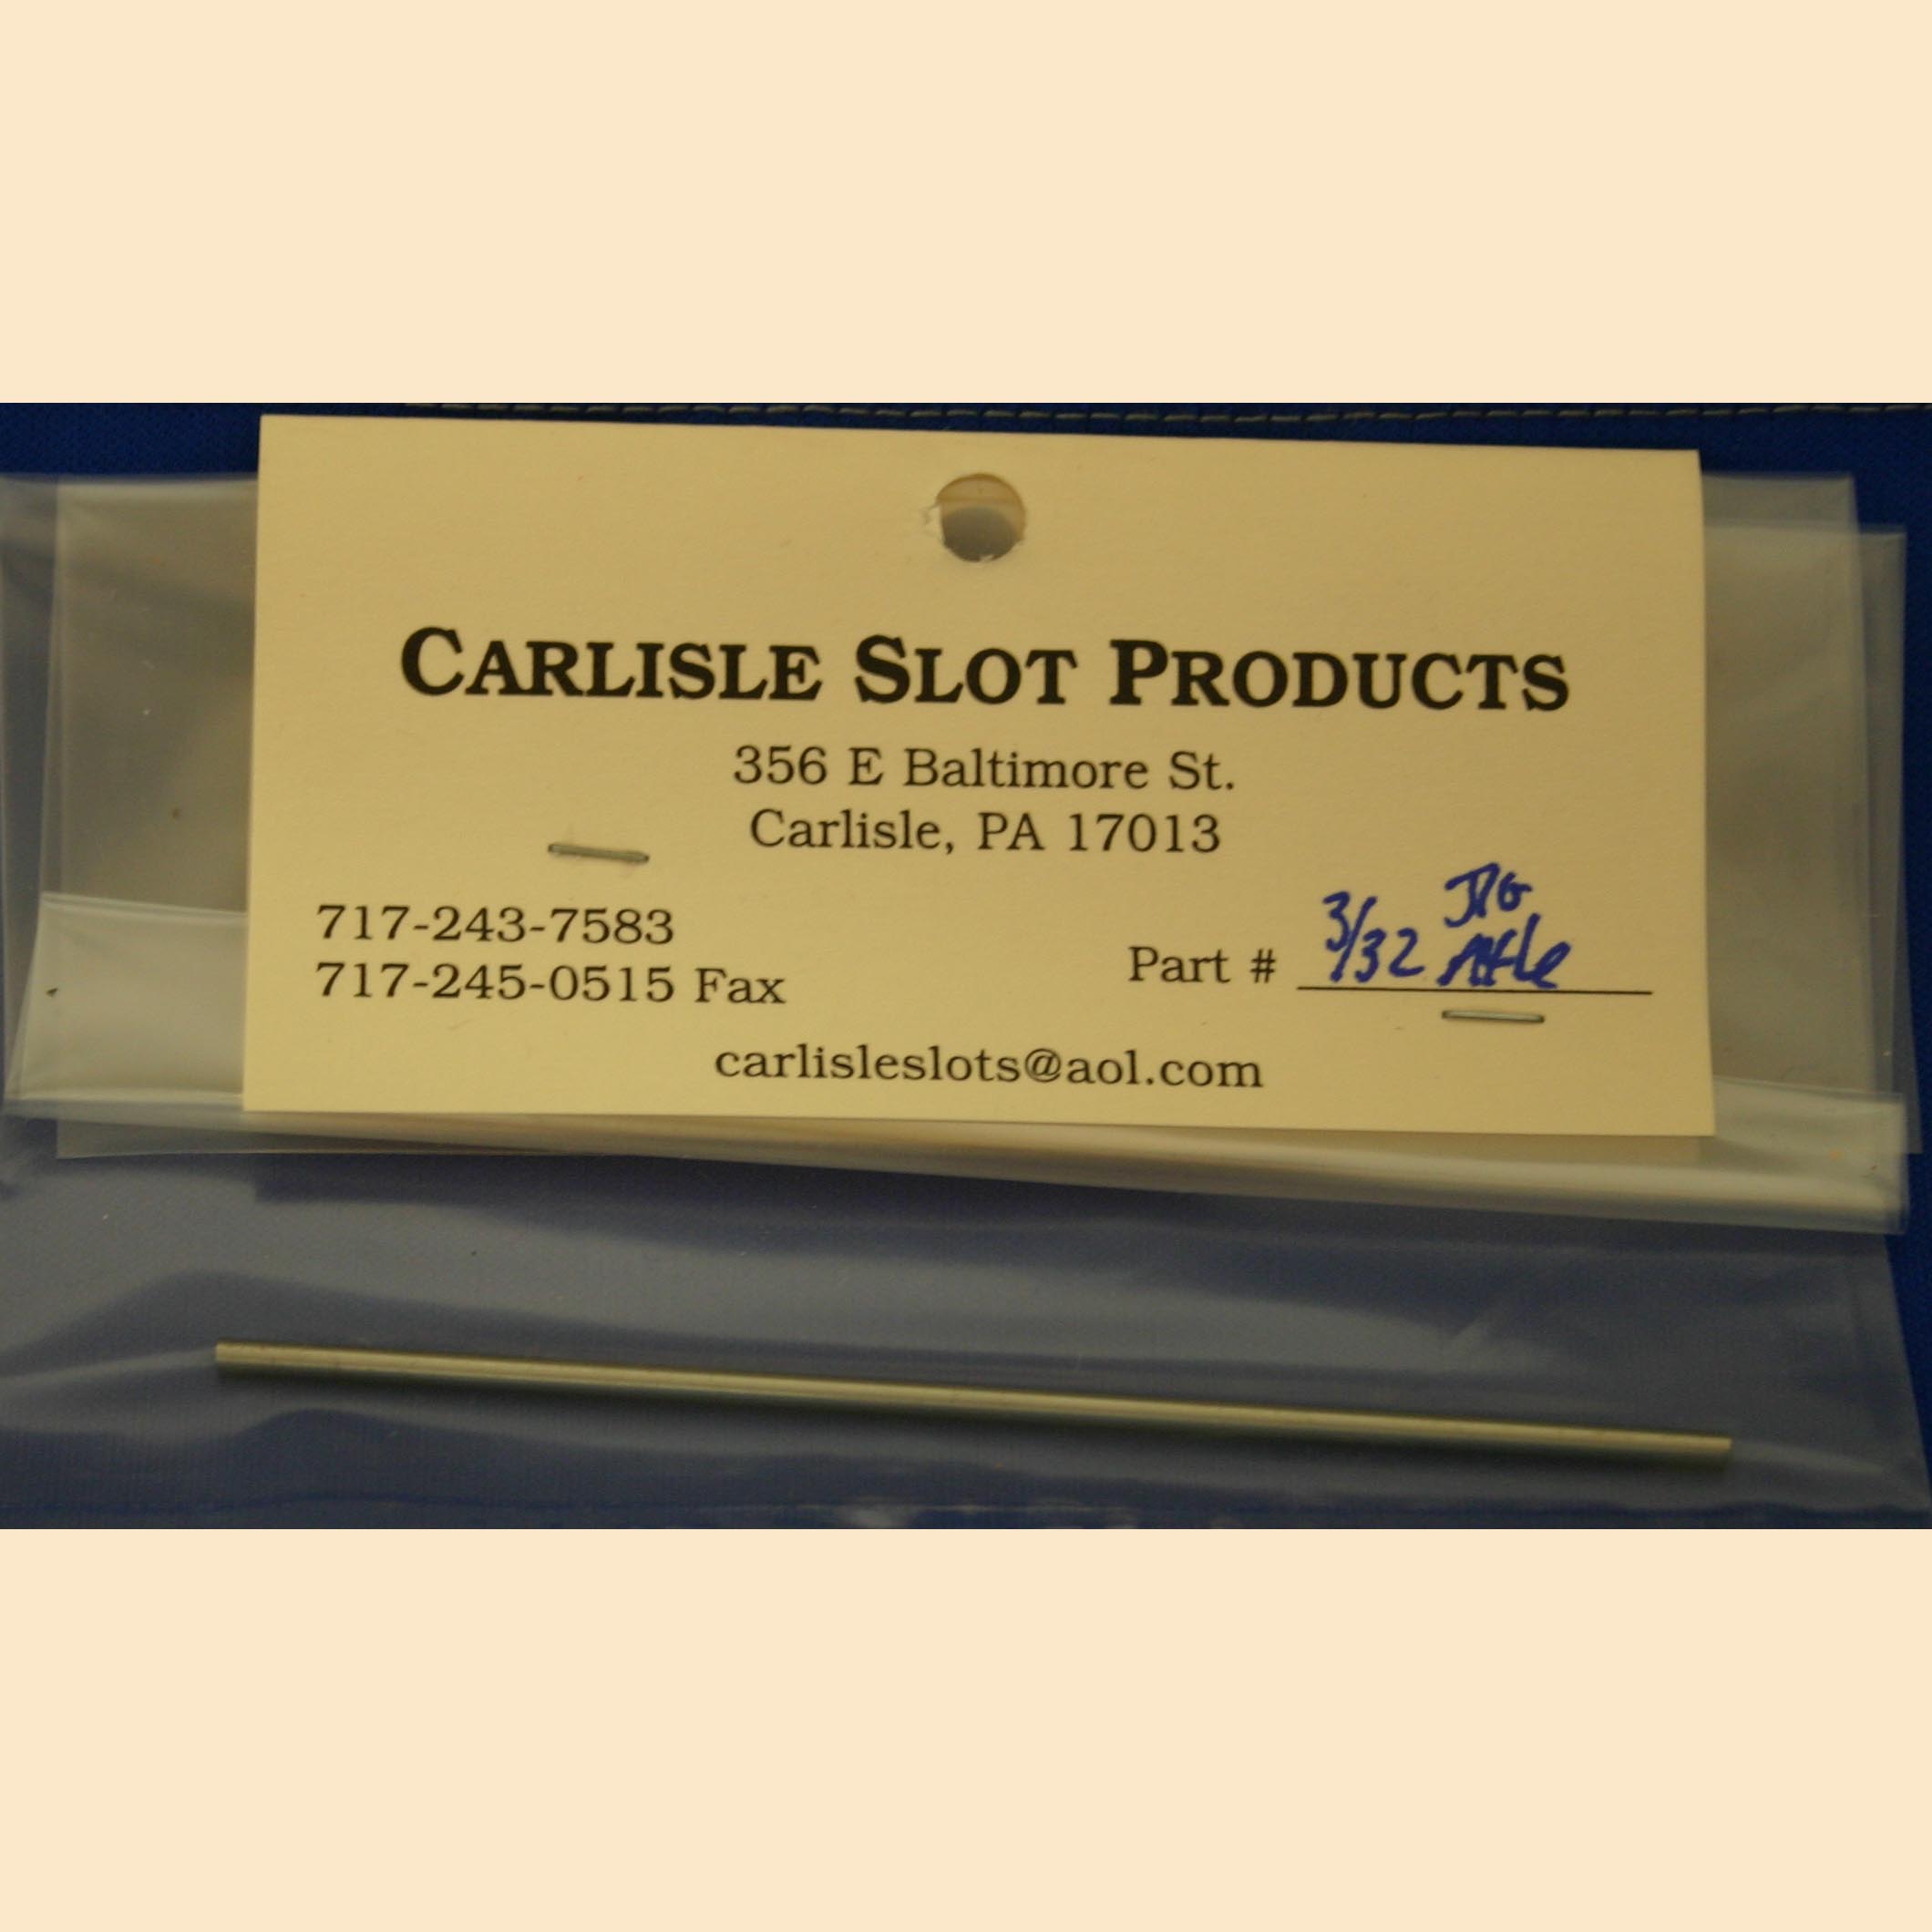 CARLISLE SLOT PRODUCTS
356 E Baltimore St.
Carlisle, PA 17013
717-243-7583
717-245-0515 Fax
Part # 3/32 JIG
carlisleslots@aol.com